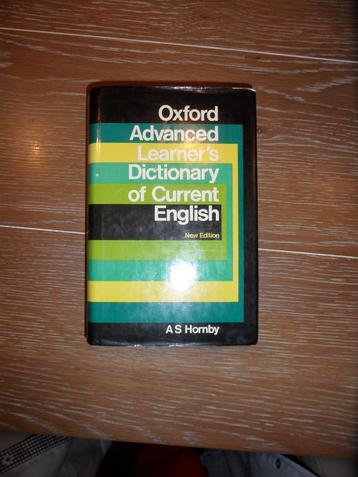 Oxford
Advanced
Learner's
Dictionary
of Current
English
New Edition
A S Hornby